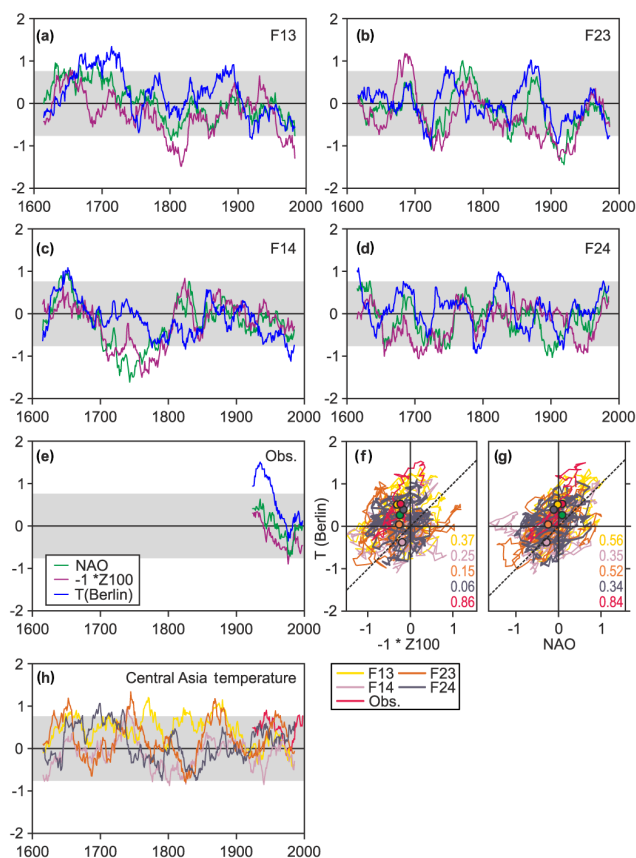 2
(a)
F13
1
0
-1
-2
1600 1700 1800 1900 2000
2
(b)
F23
1
0
-1
-2
1600 1700 1800 1900 2000
2
(c)
F14
1
0
-1
-2
1600 1700 1800 1900 2000
2
(d)
F24
1
0
-1
-2
1600 1700 1800 1900 2000
2
(e)
Obs.
1
0
-1
-2
NAO
-1 *Z100
T(Berlin)
1600 1700 1800 1900 2000
T (Berlin)
2
1
0
-1
-2
(f)
0.37
0.25
0.15
0.06
0.86
-1 0 1
-1 * Z100
(g)
0.56
0.35
0.52
0.34
0.84
-1 0 1
NAO
F13 F23
F14 F24
Obs.
2
(h)
Central Asia temperature
1
0
-1
-2
1600 1700 1800 1900 2000